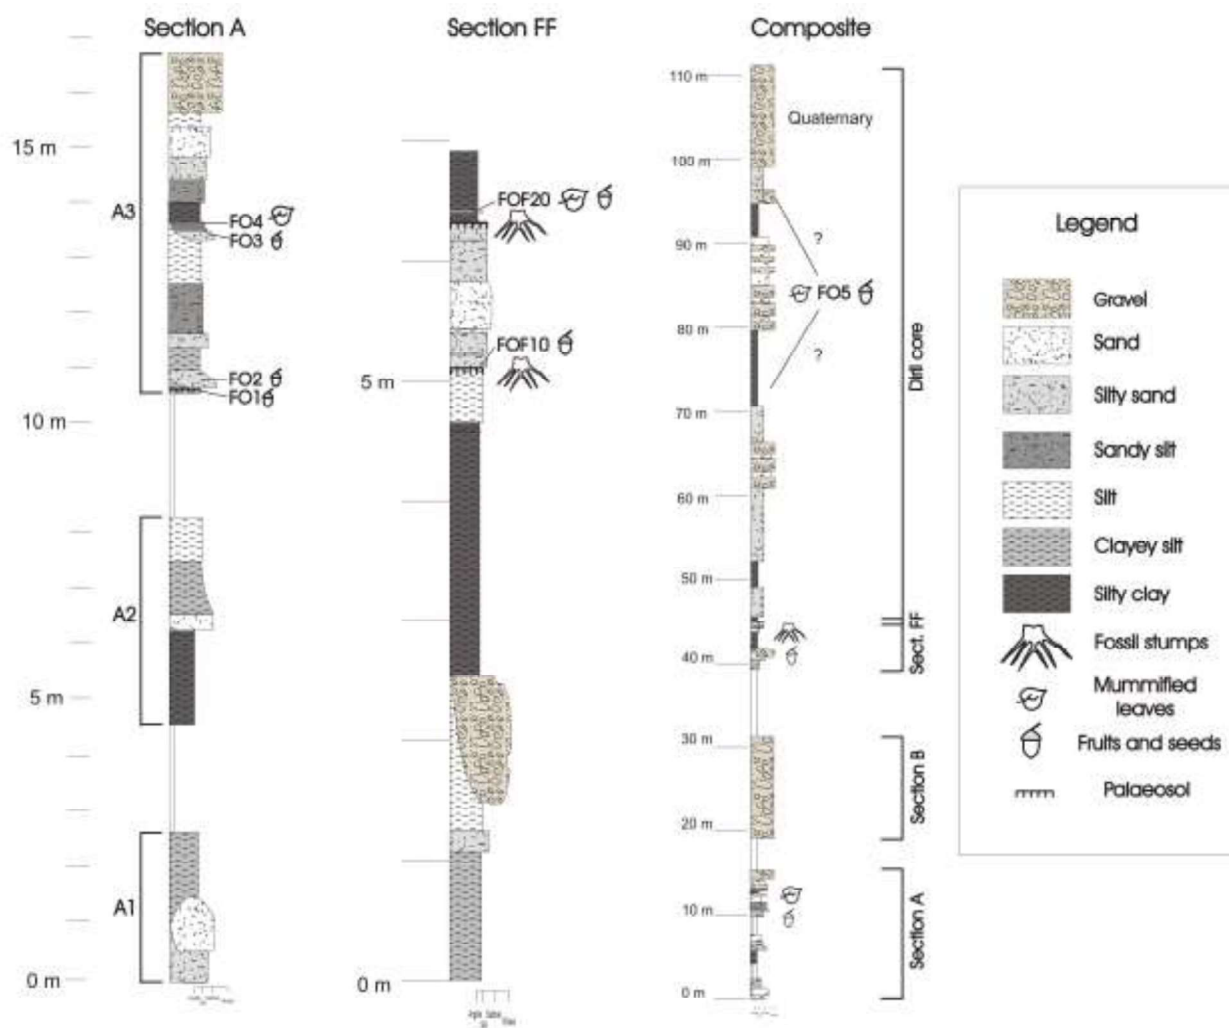 Section A
Section FF
Composite
15 m
10 m
5 m
0 m
A3
A2
A1
FO4
FO3
FO2
FO1
5 m
0 m
FOF20
FOF10
110 m
100 m
90 m
80 m
70 m
60 m
50 m
40 m
30 m
20 m
10 m
0 m
Quaternary
?
FO5
?
Sect. FF
Section B
Section A
Legend
Gravel
Sand
Silty sand
Sandy silt
Silt
Clayey silt
Silty clay
Fossil stumps
Mummified
leaves
Fruits and seeds
Palaeosol